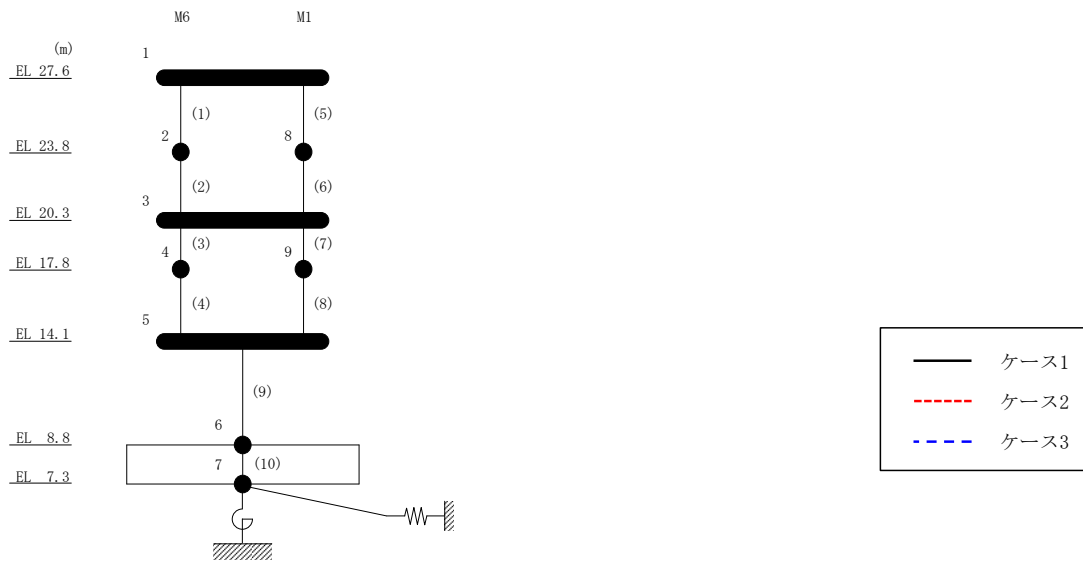 M6 M1
(m)
1
EL 27.6
(1) (5)
2 8
EL 23.8
(2) (6)
3
EL 20.3
(3) (7)
4 9
EL 17.8
(4) (8)
5
EL 14.1
(9)
6
EL 8.8
7 (10)
EL 7.3
ケース1
ケース2
ケース3